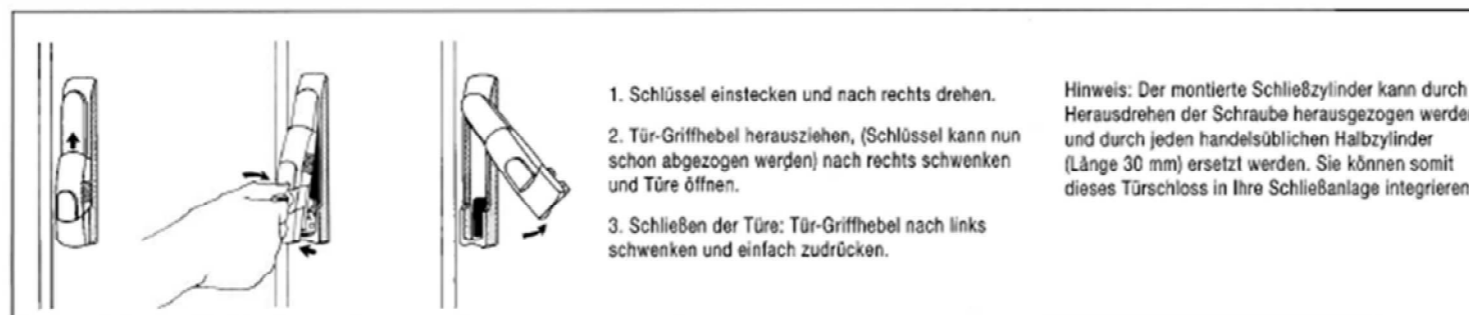 1. Schlüssel einstecken und nach rechts drehen.
2. Tür-Griffhebel herausziehen, (Schlüssel kann nun
schon abgezogen werden) nach rechts schwenken
und Türe öffnen.
3. Schließen der Türe: Tür-Griffhebel nach links
schwenken und einfach zudrücken.
Hinweis: Der montierte Schließzylinder kann durch
Herausdrehen der Schraube herausgezogen werde
und durch jeden handelsüblichen Halbzylinder
(Länge 30 mm) ersetzt werden. Sie können somit
dieses Türschloss in Ihre Schließanlage integrieren